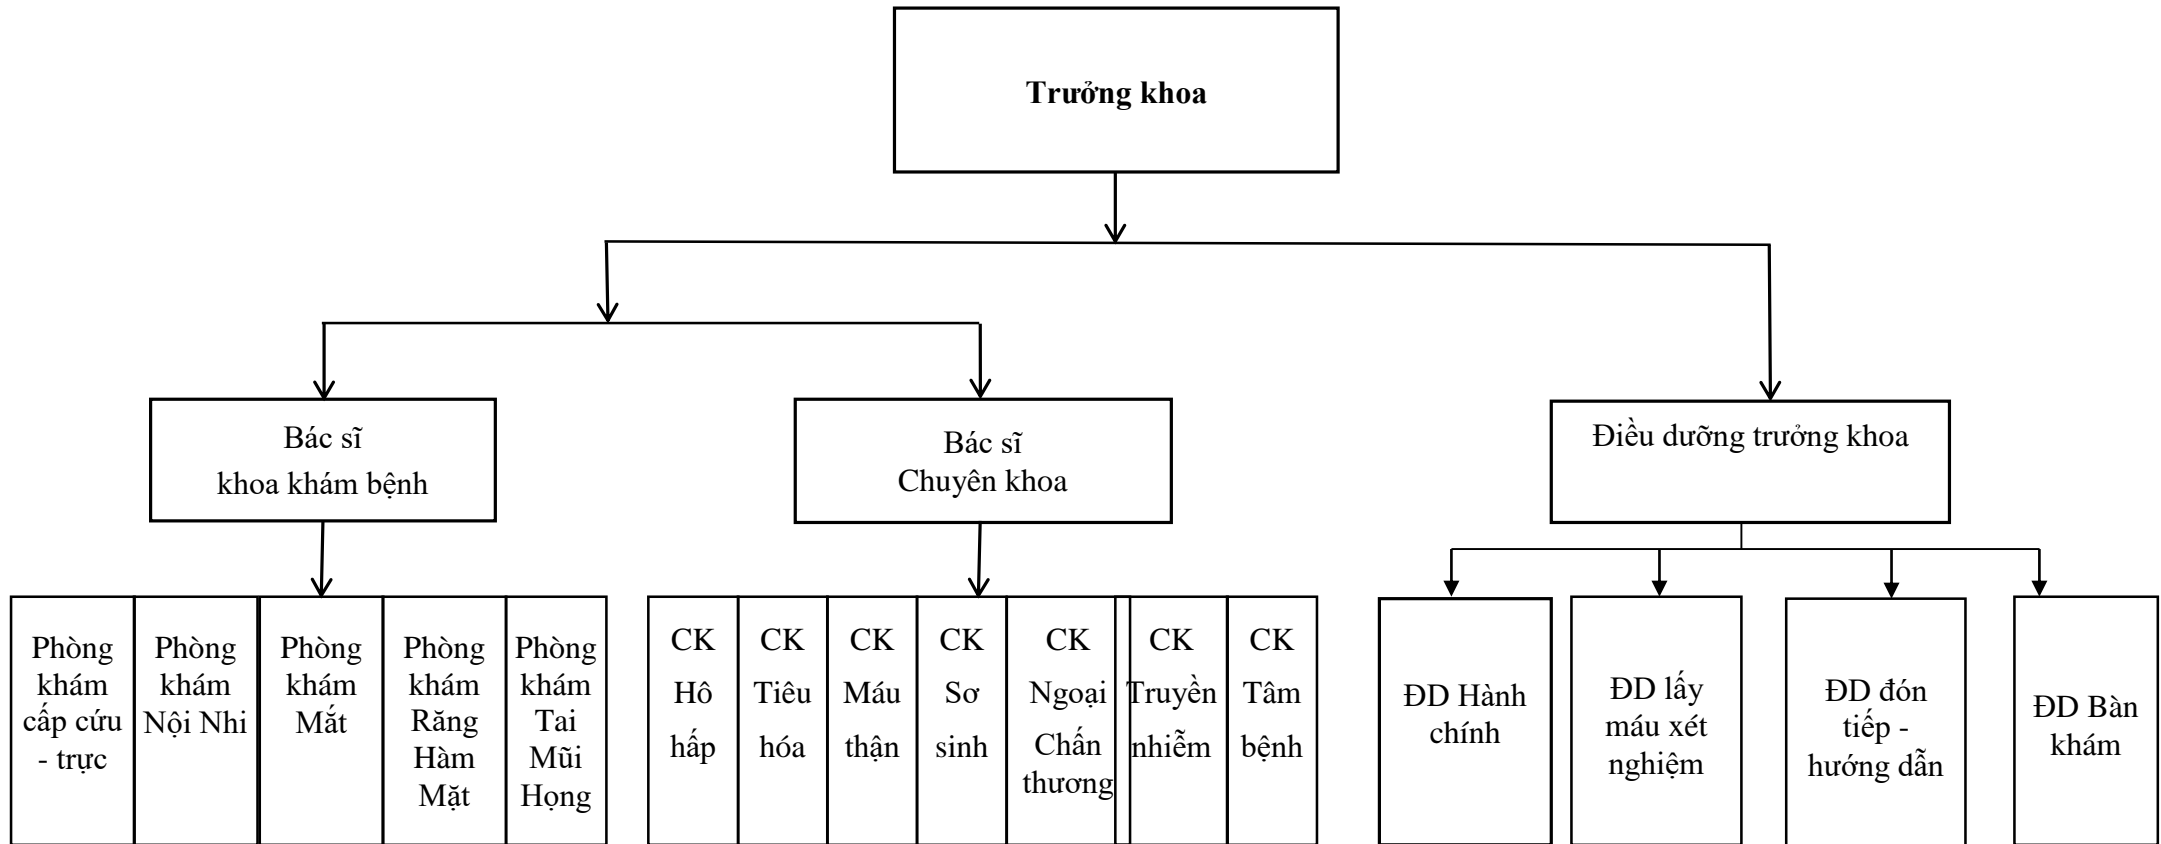 Trưởng khoa
Bác sĩ
khoa khám bệnh
Bác sĩ
Chuyên khoa
Điều dưỡng trưởng khoa
Phòng
khám
cấp cứu
- trực
Phòng
khám
Nội Nhi
Phòng
khám
Mắt
Phòng
khám
Răng
Hàm
Mặt
Phòng
khám
Tai
Mũi
Họng
CK
Hô
hấp
CK
Tiêu
hóa
CK
Máu
thận
CK
Sơ
sinh
CK
Ngoại
Chấn
thương
CK
Truyền
nhiễm
CK
Tâm
bệnh
ĐD Hành
chính
ĐD lấy
máu xét
nghiệm
ĐD đón
tiếp -
hướng dẫn
ĐD Bàn
khám